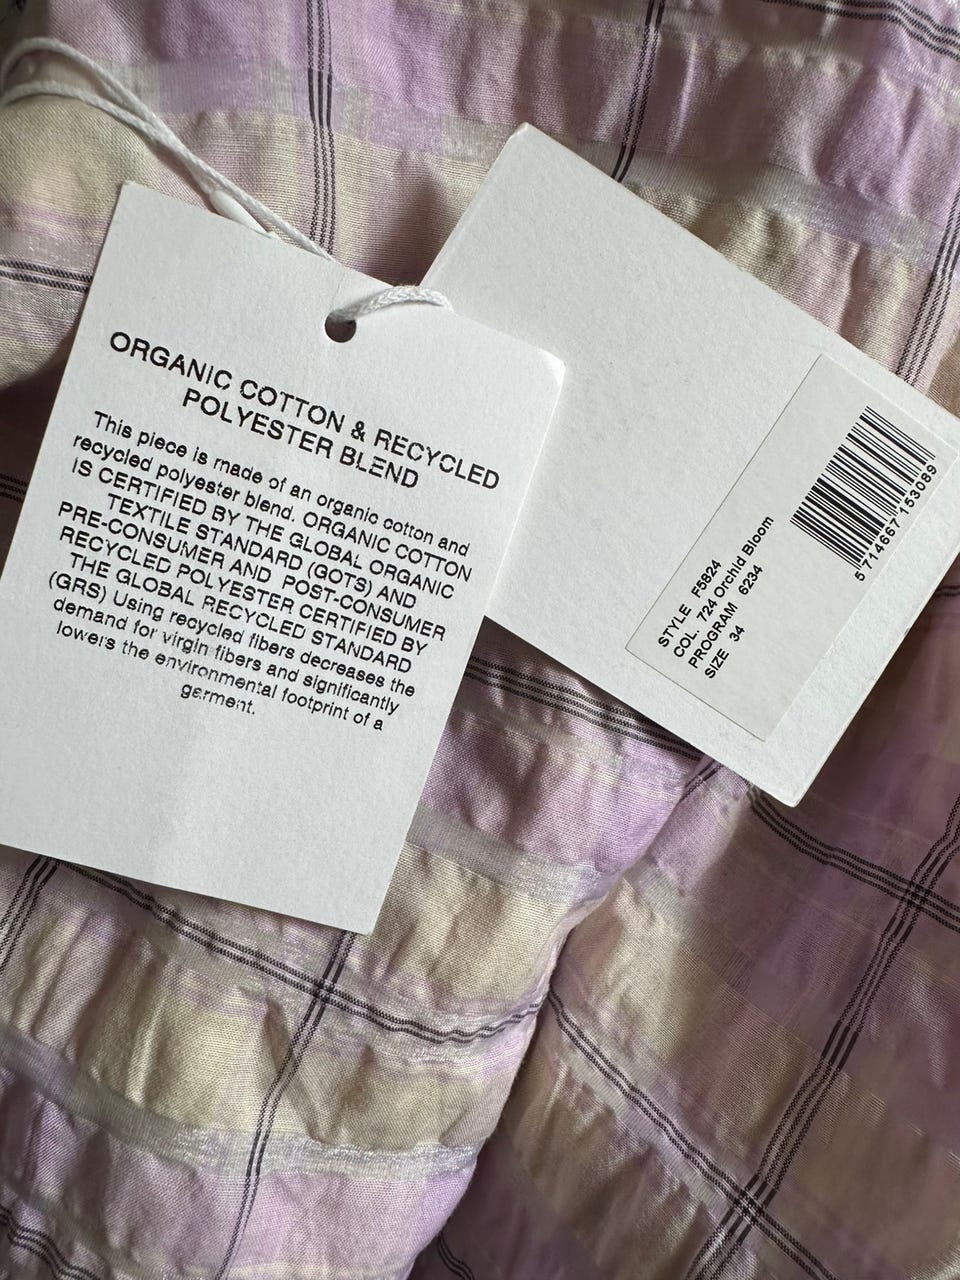 ORGANIC COTTON & RECYCLED
POLYESTER BLEND
This piece is made of an organic cotton and
recycled polyester blend. ORGANIC COTTON
IS CERTIFIED BY THE GLOBAL ORGANIC
TEXTILE STANDARD (GOTS) AND
PRE-CONSUMER AND POST-CONSUMER
RECYCLED POLYESTER CERTIFIED BY
THE GLOBAL RECYCLED STANDARD
(GRS) Using recycled fibers decreases the
demand for virgin fibers and significantly
lowers the environmental footprint of a
garment.
STYLE F5824
COL. 724 Orchid Bloom
PROGRAM 6234
SIZE 34
5 714667 153089